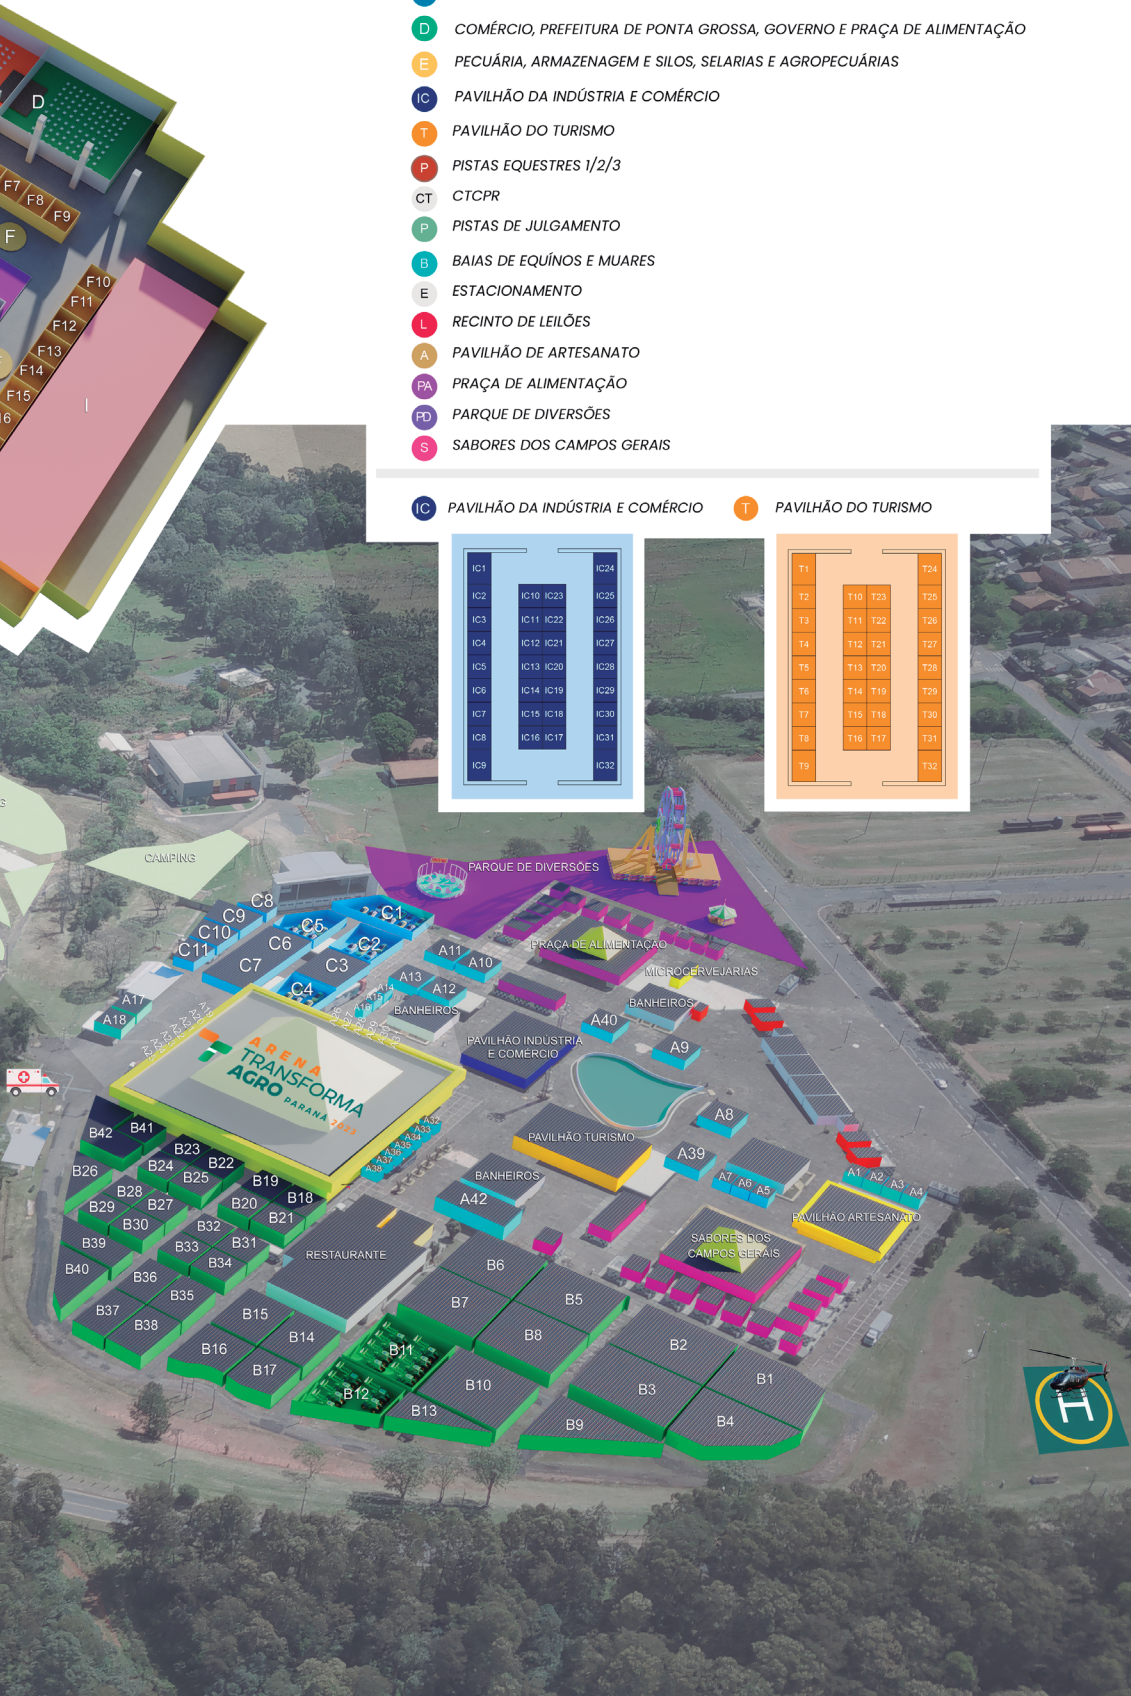 D COMÉRCIO, PREFEITURA DE PONTA GROSSA, GOVERNO E PRAÇA DE ALIMENTAÇÃO
E PECUÁRIA, ARMAZENAGEM E SILOS, SELARIAS E AGROPECUÁRIAS
IC PAVILHÃO DA INDÚSTRIA E COMÉRCIO
T PAVILHÃO DO TURISMO
P PISTAS EQUESTRES 1/2/3
CT CTCPR
P PISTAS DE JULGAMENTO
B BAIAS DE EQUÍNOS E MUARES
E ESTACIONAMENTO
L RECINTO DE LEILÕES
A PAVILHÃO DE ARTESANATO
PA PRAÇA DE ALIMENTAÇÃO
PD PARQUE DE DIVERSÕES
S SABORES DOS CAMPOS GERAIS
D
F7
F8
F9
F
F10
F11
F12
F13
F14
F15
16
I
IC PAVILHÃO DA INDÚSTRIA E COMÉRCIO
T PAVILHÃO DO TURISMO
IC1 IC24
IC2 IC10 IC23 IC25
IC3 IC11 IC22 IC26
IC4 IC12 IC21 IC27
IC5 IC13 IC20 IC28
IC6 IC14 IC19 IC29
IC7 IC15 IC18 IC30
IC8 IC16 IC17 IC31
IC9 IC32
T1 T24
T2 T10 T23 T25
T3 T11 T22 T26
T4 T12 T21 T27
T5 T13 T20 T28
T6 T14 T19 T29
T7 T15 T18 T30
T8 T16 T17 T31
T9 T32
G
CAMPING
PARQUE DE DIVERSÕES
C8
C9
C10
C11
C5
C6
C7
C1
C2
C3
C4
A11
A10
A13
A12
A14
A15
A16
BANHEIROS
A17
A18
PRAÇA DE ALIMENTAÇÃO
MICROCERVEJARIAS
BANHEIROS
A40
A9
PAVILHÃO INDÚSTRIA
E COMÉRCIO
ARENA
TRANSFORMA
AGRO
PARANÁ 2023
A8
PAVILHÃO TURISMO
A39
A7
A6
A5
A1
A2
A3
A4
PAVILHÃO ARTESANATO
A32
A33
A34
A35
A36
A37
A38
BANHEIROS
A42
SABORES DOS
CAMPOS GERAIS
RESTAURANTE
B42
B41
B26
B23
B24
B22
B25
B19
B18
B20
B21
B28
B29
B27
B30
B32
B31
B33
B34
B39
B40
B36
B35
B37
B38
B15
B14
B16
B17
B6
B7
B5
B8
B11
B12
B10
B13
B2
B3
B1
B4
B9
H